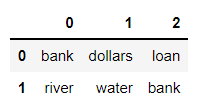 0 1 2
0 bank dollars loan
1 river water bank